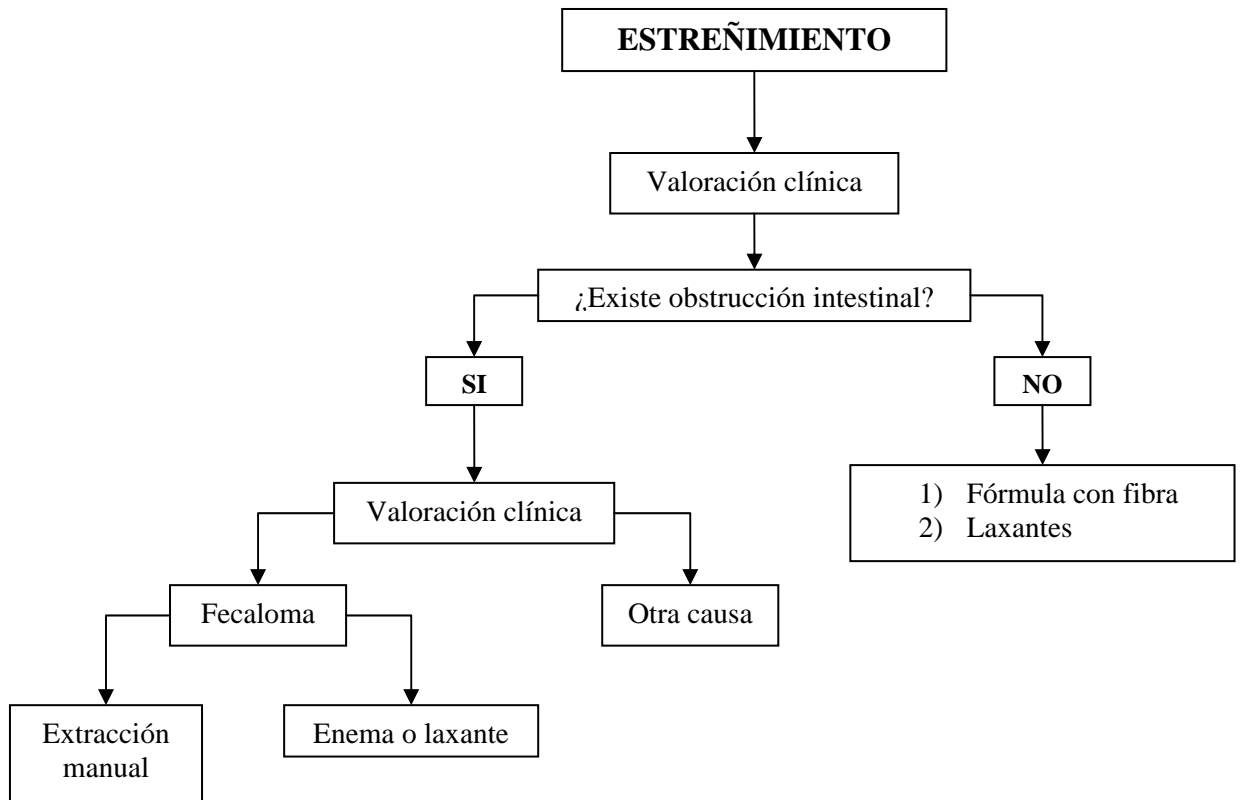 ESTREÑIMIENTO
Valoración clínica
¿Existe obstrucción intestinal?
SI
NO
Valoración clínica
1) Fórmula con fibra
2) Laxantes
Fecaloma
Otra causa
Extracción
manual
Enema o laxante